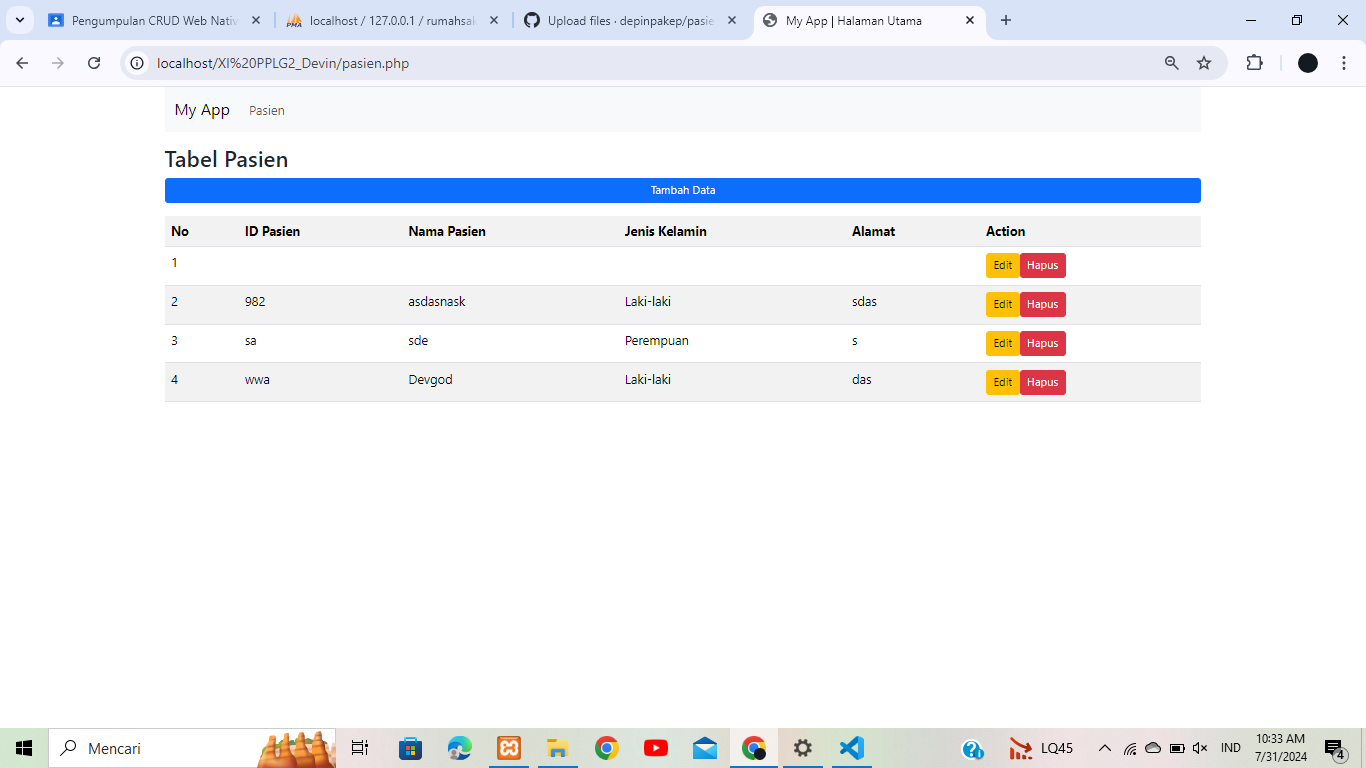 Pengumpulan CRUD Web Nativ
localhost / 127.0.0.1 / rumahsak
Upload files · depinpakep/pasie
My App | Halaman Utama
localhost/XI%20PPLG2_Devin/pasien.php
My App Pasien
Tabel Pasien
Tambah Data
No ID Pasien Nama Pasien Jenis Kelamin Alamat Action
1 Edit Hapus
2 982 asdasnask Laki-laki sdas Edit Hapus
3 sa sde Perempuan s Edit Hapus
4 wwa Devgod Laki-laki das Edit Hapus
Mencari
LQ45
IND
10:33 AM
7/31/2024
4